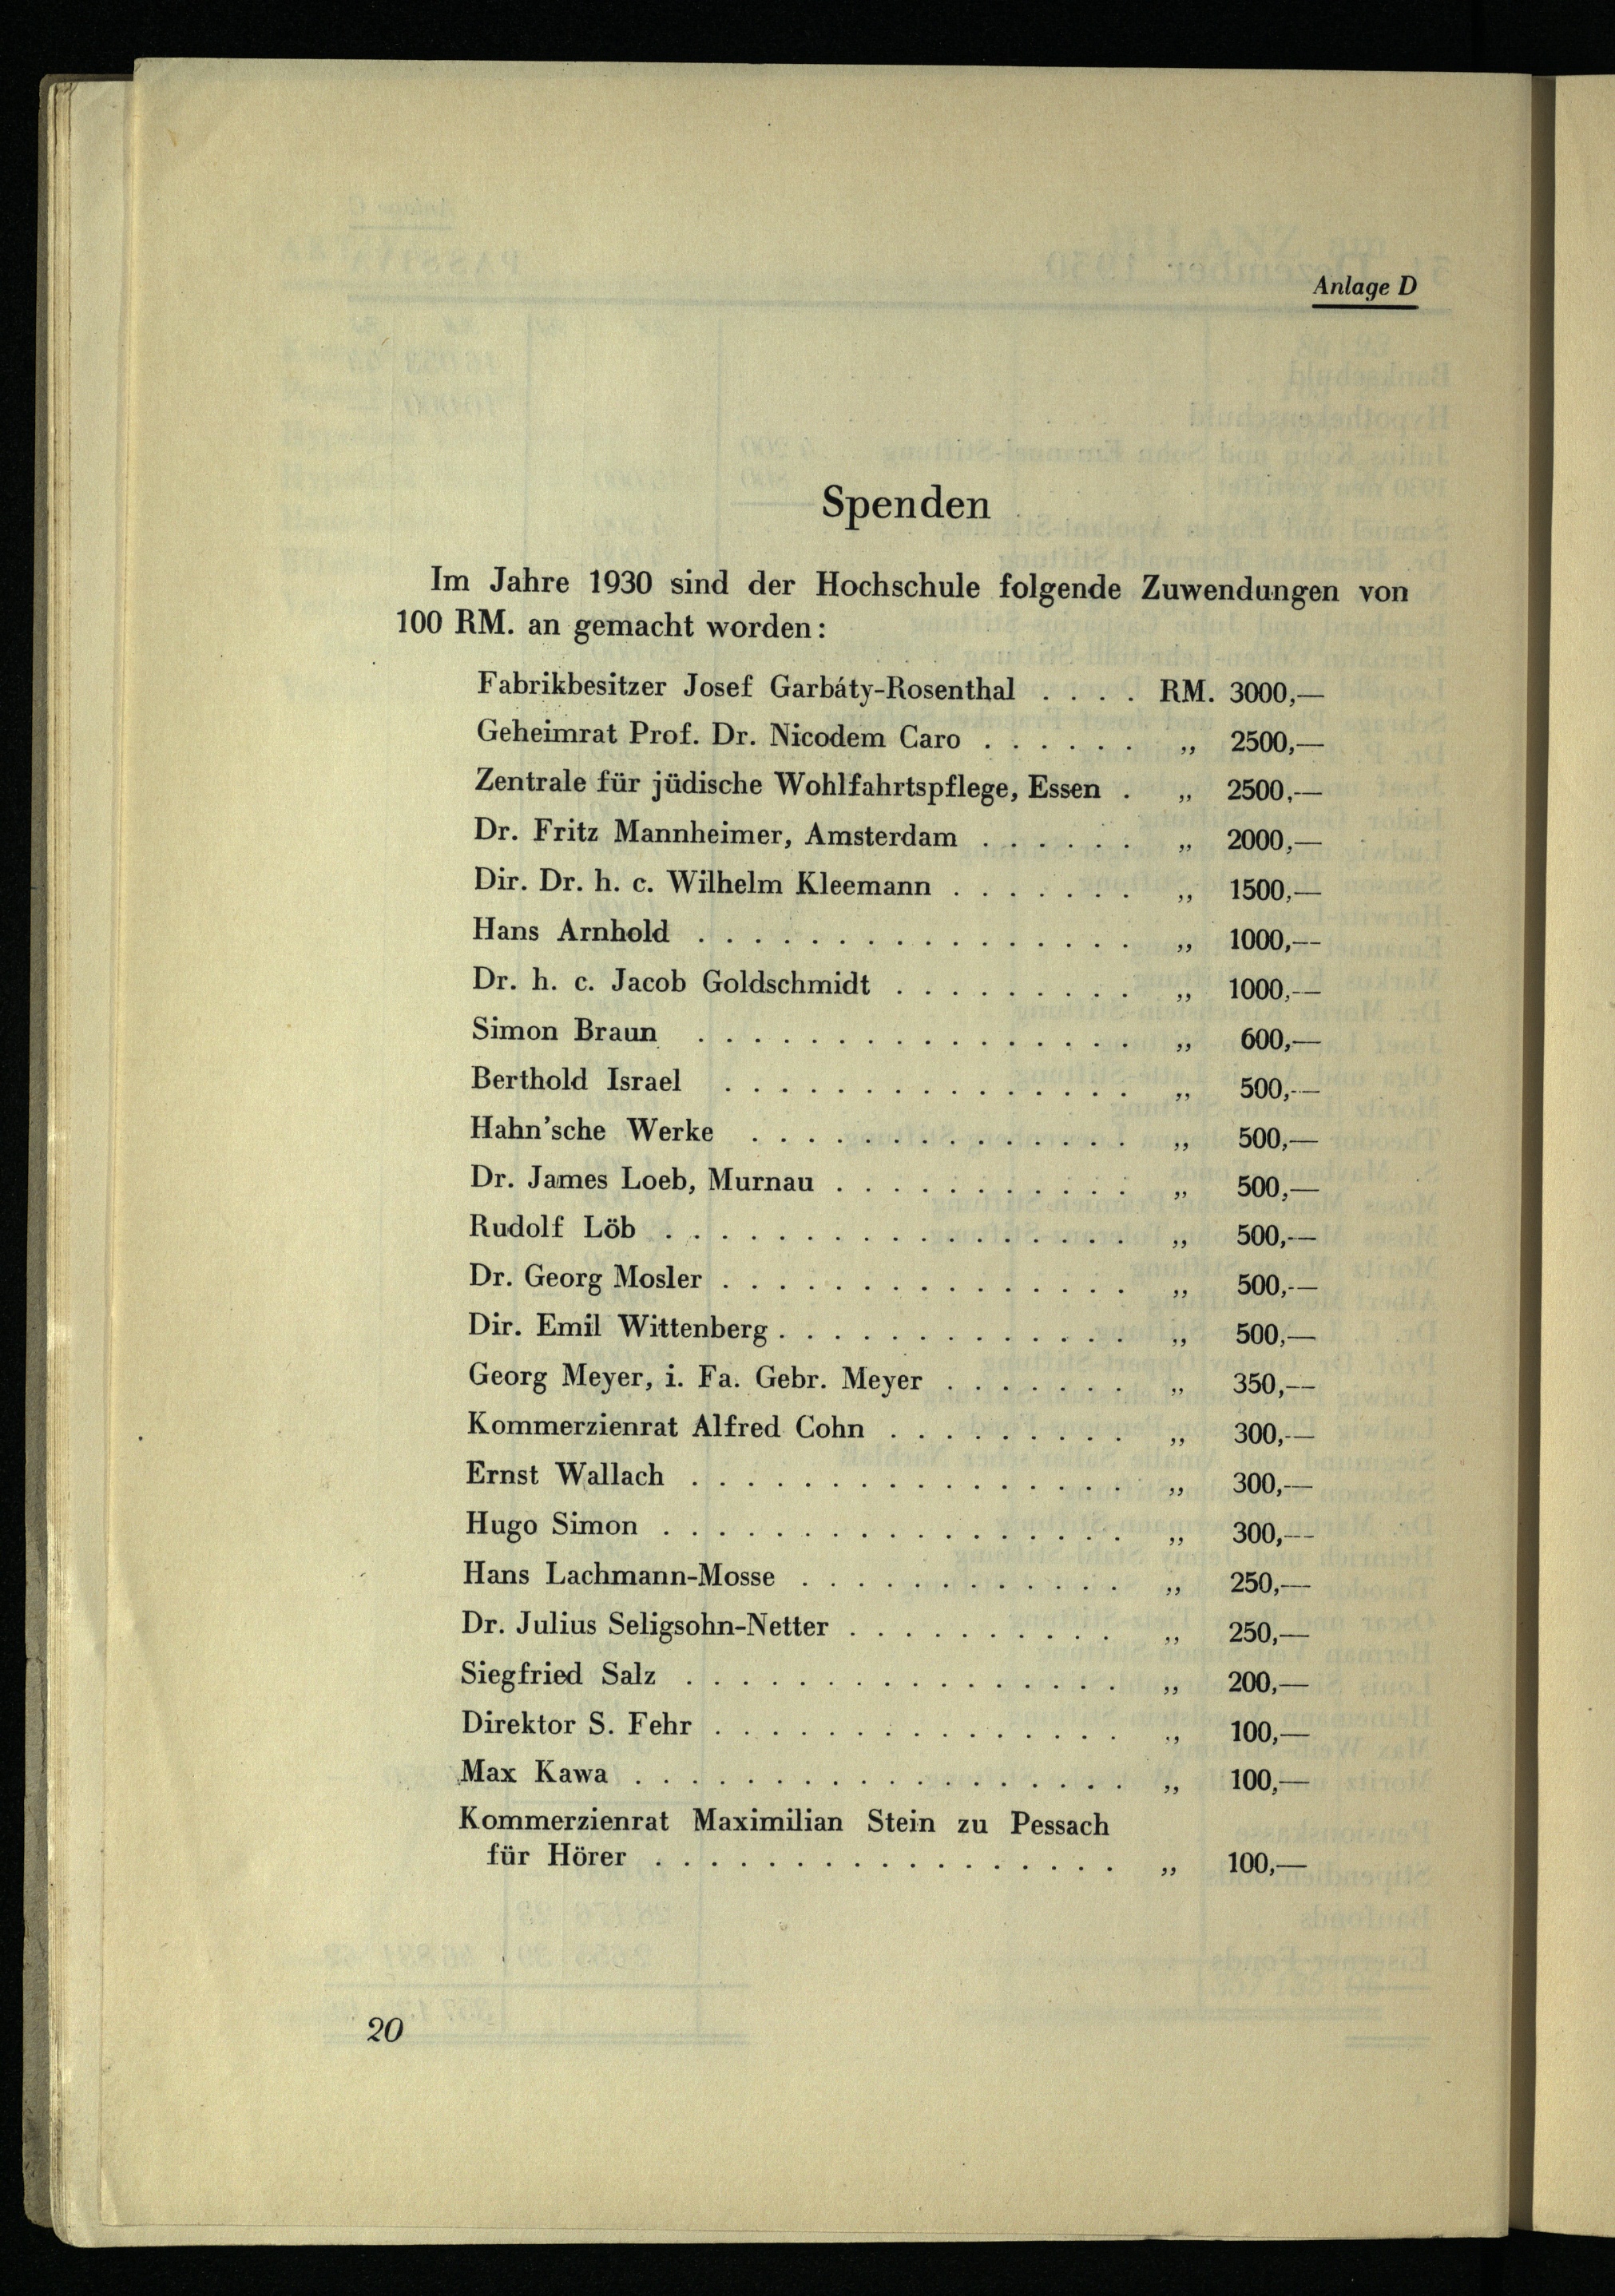 Anlage D
Spenden
Im Jahre 1930 sind der Hochschule folgende Zuwendungen von
100 RM. an gemacht worden:
Fabrikbesitzer Josef Garbáty-Rosenthal . . . . RM. 3000,—
Geheimrat Prof. Dr. Nicodem Caro . . . . . . „ 2500,—
Zentrale für jüdische Wohlfahrtspflege, Essen . „ 2500,—
Dr. Fritz Mannheimer, Amsterdam . . . . . . „ 2000,—
Dir. Dr. h. c. Wilhelm Kleemann . . . . . . . „ 1500,—
Hans Arnhold . . . . . . . . . . . . . . . . „ 1000,—
Dr. h. c. Jacob Goldschmidt . . . . . . . . . „ 1000,—
Simon Braun . . . . . . . . . . . . . . . . „ 600,—
Berthold Israel . . . . . . . . . . . . . . . „ 500,—
Hahn'sche Werke . . . . . . . . . . . . . . „ 500,—
Dr. James Loeb, Murnau . . . . . . . . . . . „ 500,—
Rudolf Löb . . . . . . . . . . . . . . . . . „ 500,—
Dr. Georg Mosler . . . . . . . . . . . . . . . „ 500,—
Dir. Emil Wittenberg . . . . . . . . . . . . . „ 500,—
Georg Meyer, i. Fa. Gebr. Meyer . . . . . . . „ 350,—
Kommerzienrat Alfred Cohn . . . . . . . . . „ 300,—
Ernst Wallach . . . . . . . . . . . . . . . . „ 300,—
Hugo Simon . . . . . . . . . . . . . . . . . „ 300,—
Hans Lachmann-Mosse . . . . . . . . . . . . „ 250,—
Dr. Julius Seligsohn-Netter . . . . . . . . . . „ 250,—
Siegfried Salz . . . . . . . . . . . . . . . . „ 200,—
Direktor S. Fehr . . . . . . . . . . . . . . . „ 100,—
Max Kawa . . . . . . . . . . . . . . . . . . „ 100,—
Kommerzienrat Maximilian Stein zu Pessach
für Hörer . . . . . . . . . . . . . . . . . „ 100,—
20